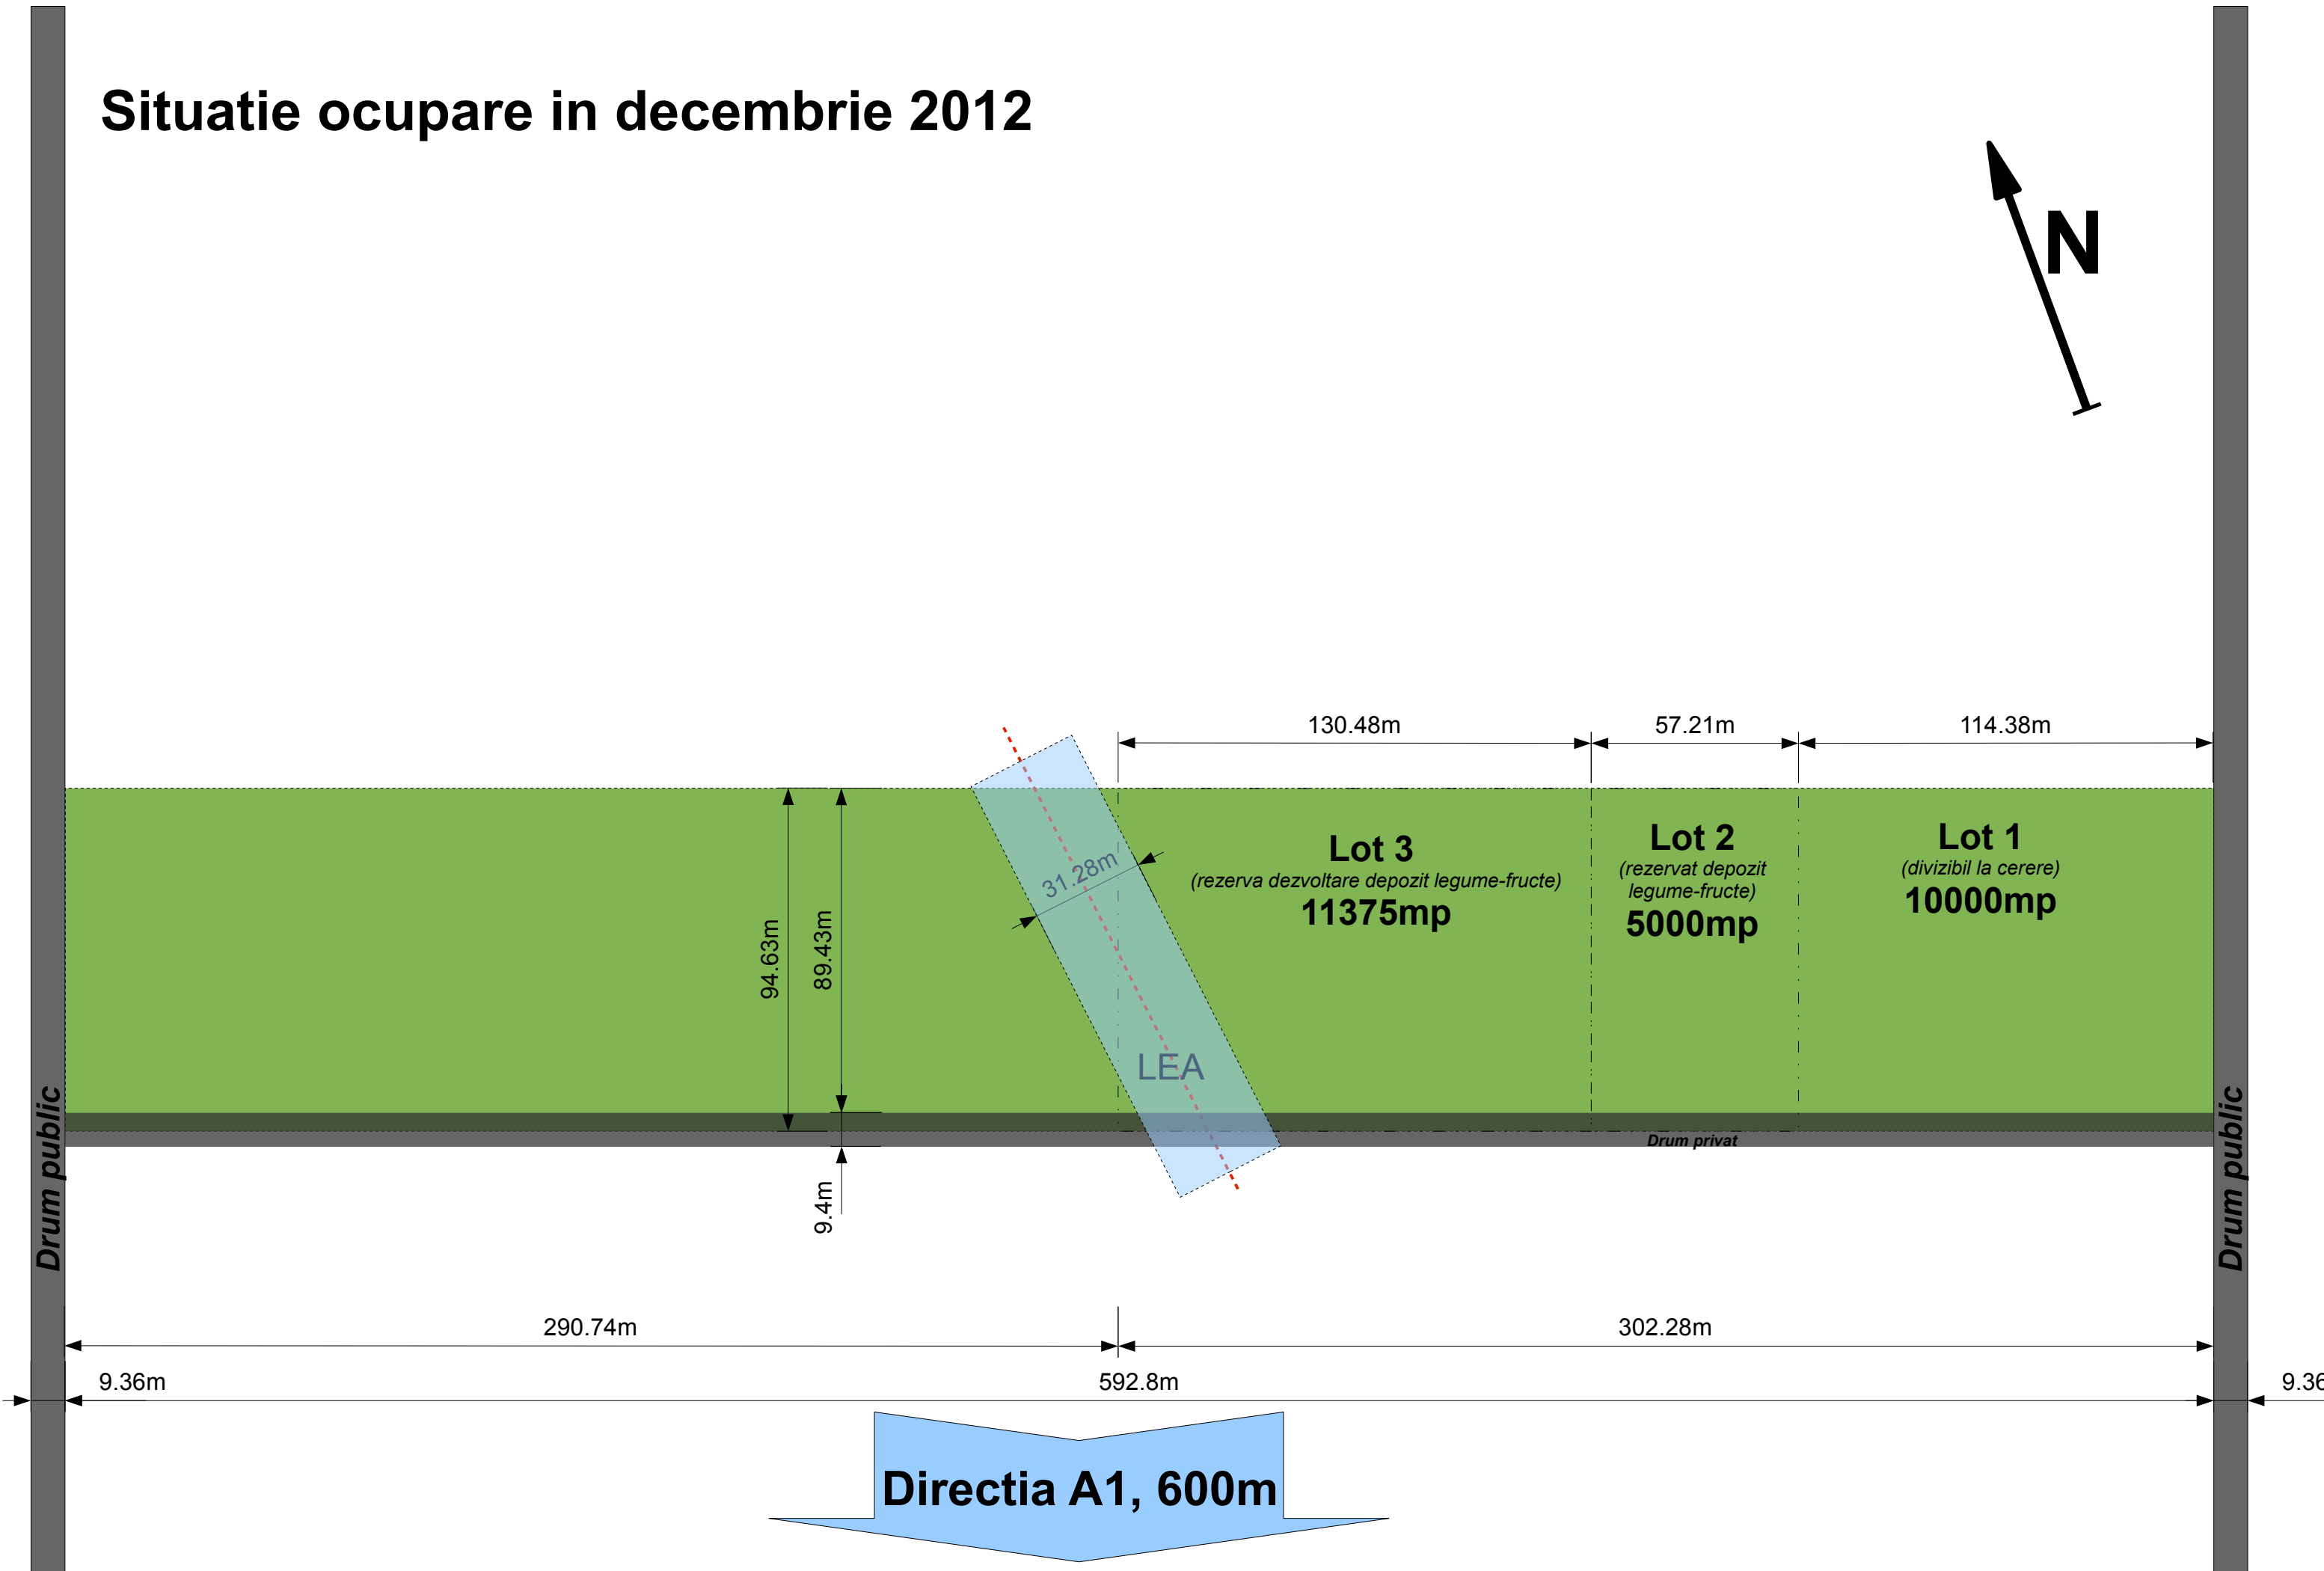 Situatie ocupare in decembrie 2012
N
130.48m
57.21m
114.38m
Lot 3
(rezerva dezvoltare depozit legume-fructe)
11375mp
Lot 2
(rezervat depozit
legume-fructe)
5000mp
Lot 1
(divizibil la cerere)
10000mp
31.28m
94.63m
89.43m
LEA
Drum public
Drum privat
Drum public
9.4m
290.74m
302.28m
9.36m
592.8m
9.36
Directia A1, 600m